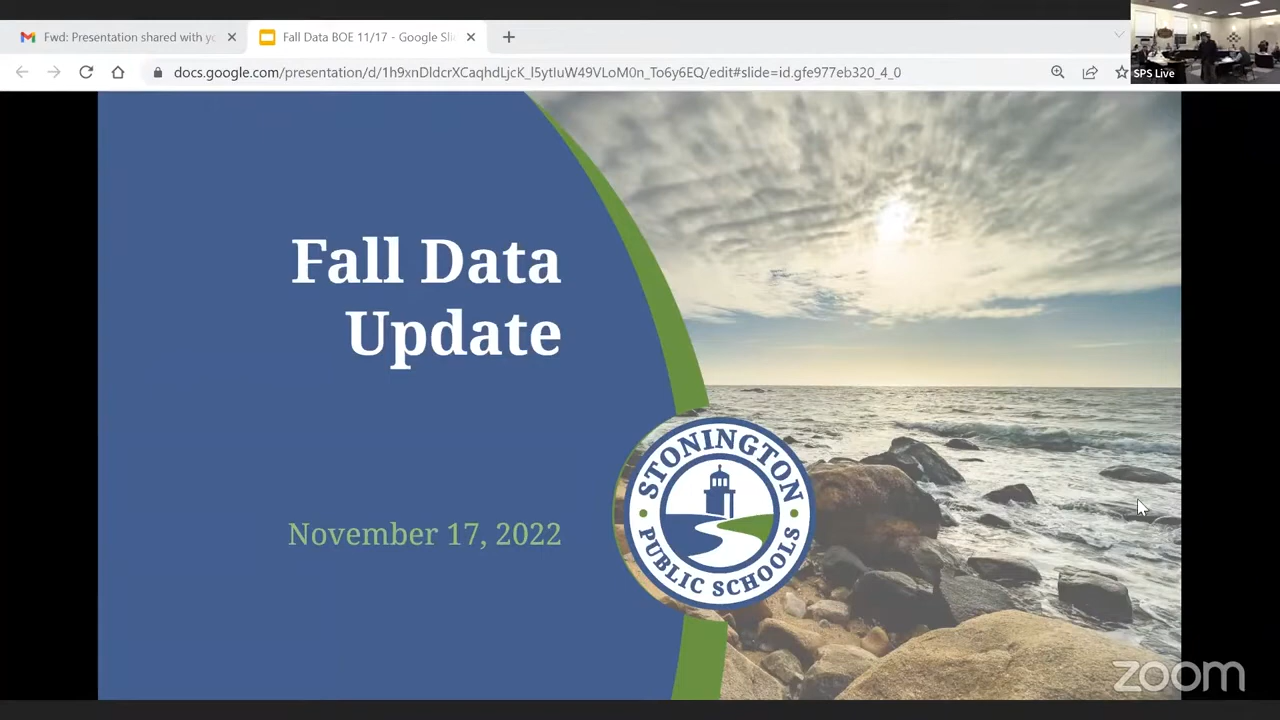 Fwd: Presentation shared with yo
Fall Data BOE 11/17 - Google Sli
docs.google.com/presentation/d/1h9xnDldcrXCaqhdLjcK_l5ytIuW49VLoM0n_To6y6EQ/edit#slide=id.gfe977eb320_4_0
SPS Live
Fall Data
Update
November 17, 2022
STONINGTON
PUBLIC SCHOOLS
zoom